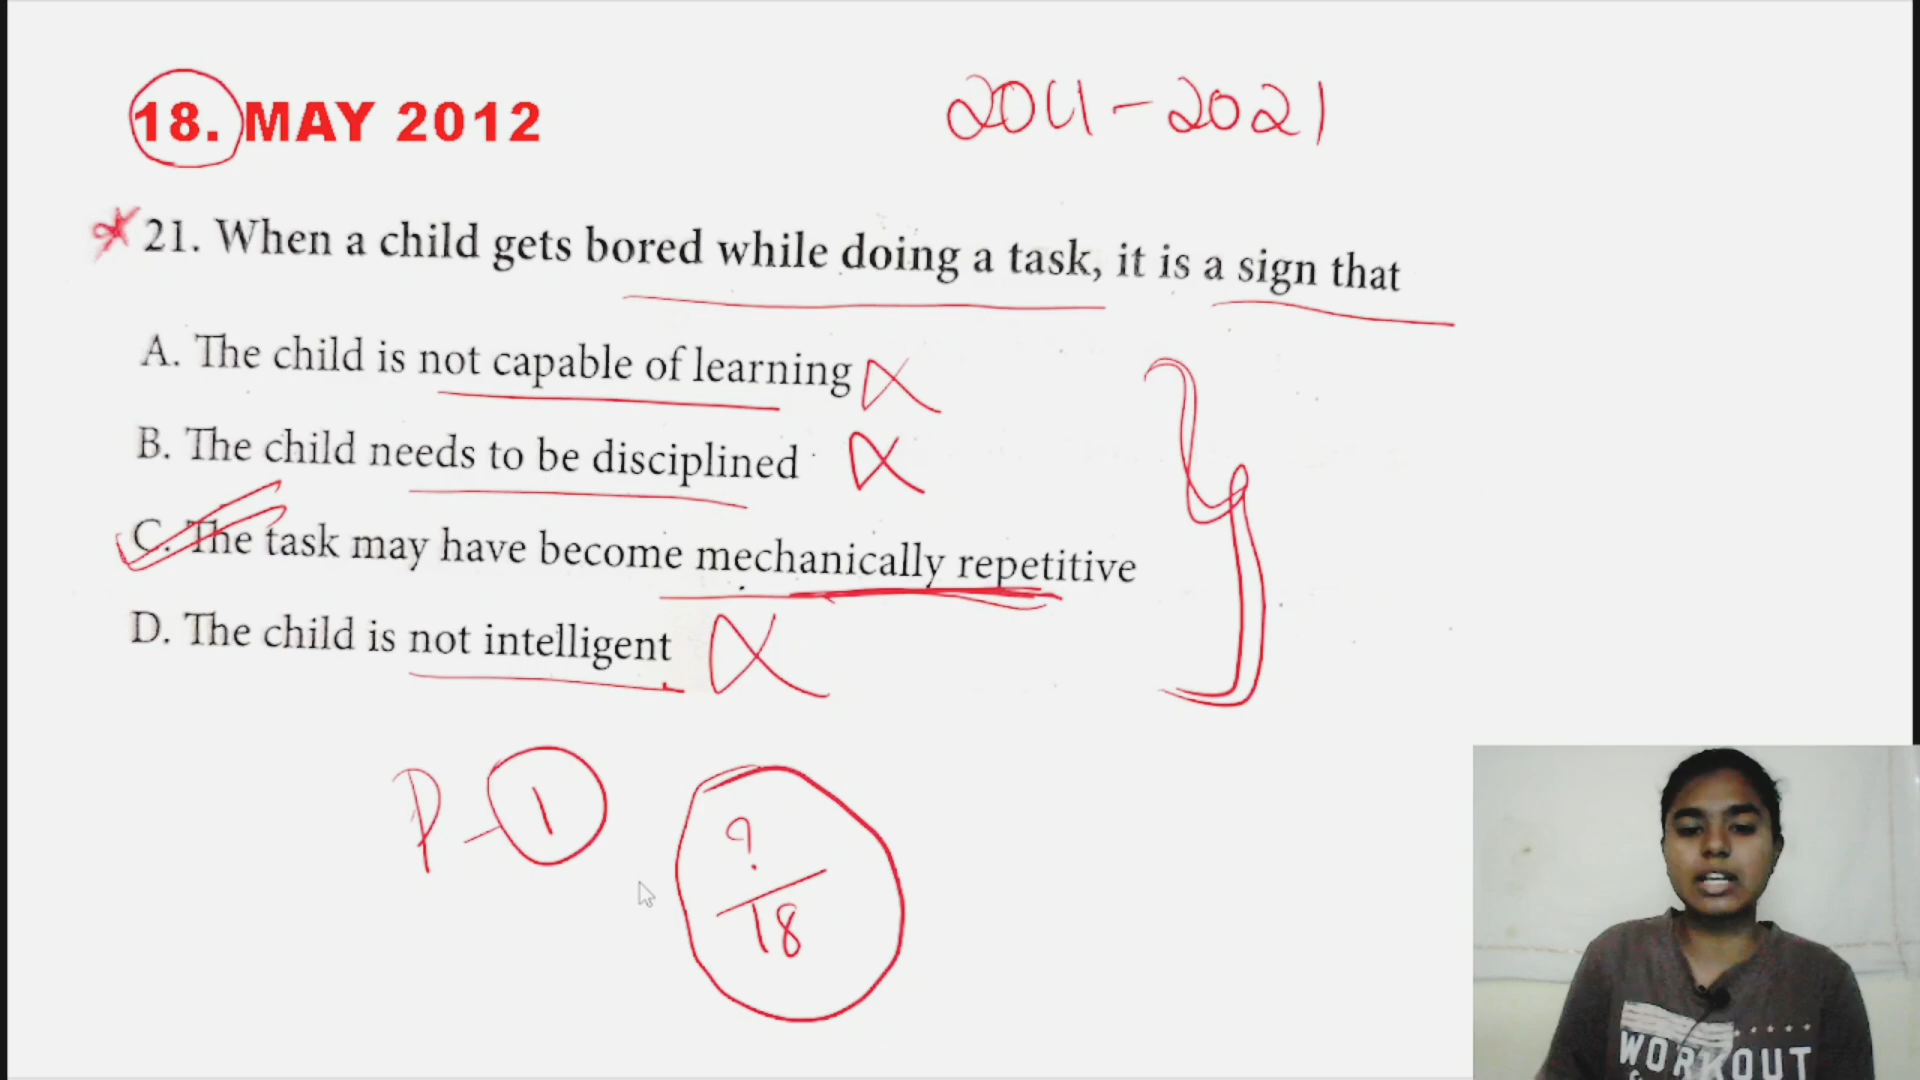 18. MAY 2012
2011-2021
21. When a child gets bored while doing a task, it is a sign that
A. The child is not capable of learning
B. The child needs to be disciplined
C. The task may have become mechanically repetitive
D. The child is not intelligent
P-1
?
18
WORKOUT